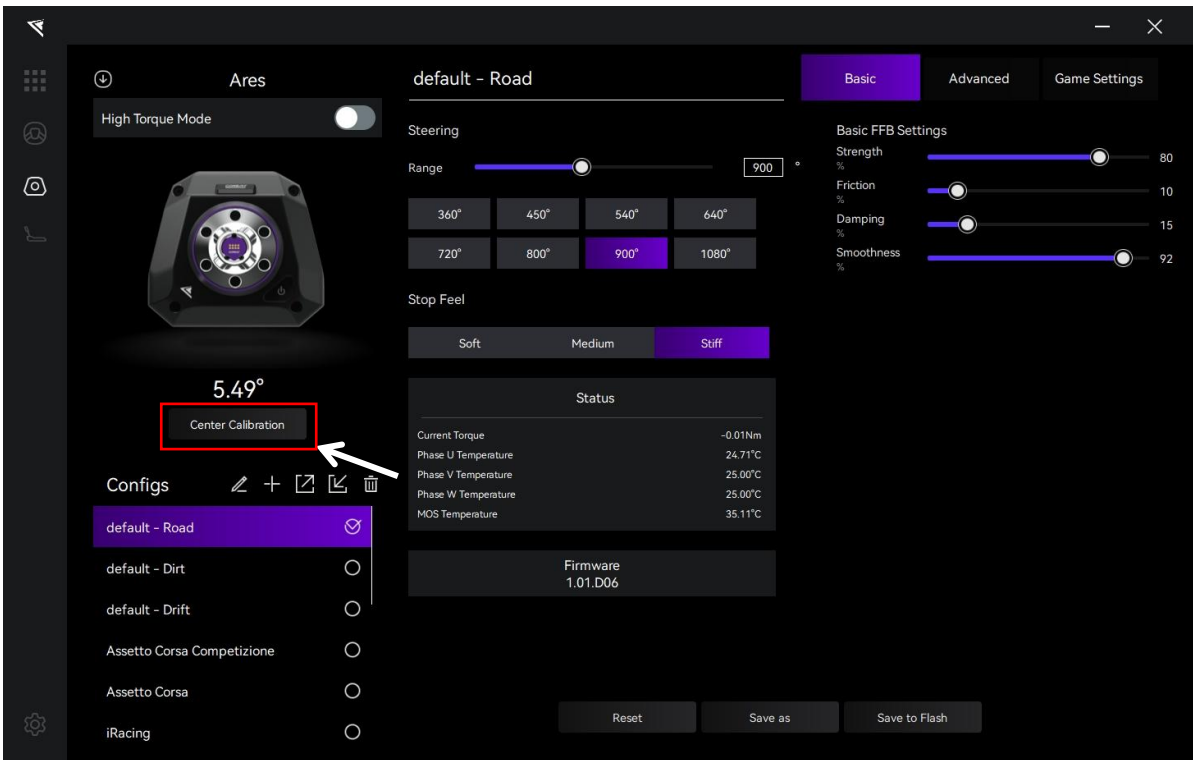 Ares
High Torque Mode
5.49°
Center Calibration
Configs
default - Road
default - Dirt
default - Drift
Assetto Corsa Competizione
Assetto Corsa
iRacing
default - Road
Steering
Range 900 °
360° 450° 540° 640°
720° 800° 900° 1080°
Stop Feel
Soft Medium Stiff
Status
Current Torque -0.01Nm
Phase U Temperature 24.71°C
Phase V Temperature 25.00°C
Phase W Temperature 25.00°C
MOS Temperature 35.11°C
Firmware
1.01.D06
Basic Advanced Game Settings
Basic FFB Settings
Strength 80
%
Friction 10
%
Damping 15
%
Smoothness 92
%
Reset Save as Save to Flash